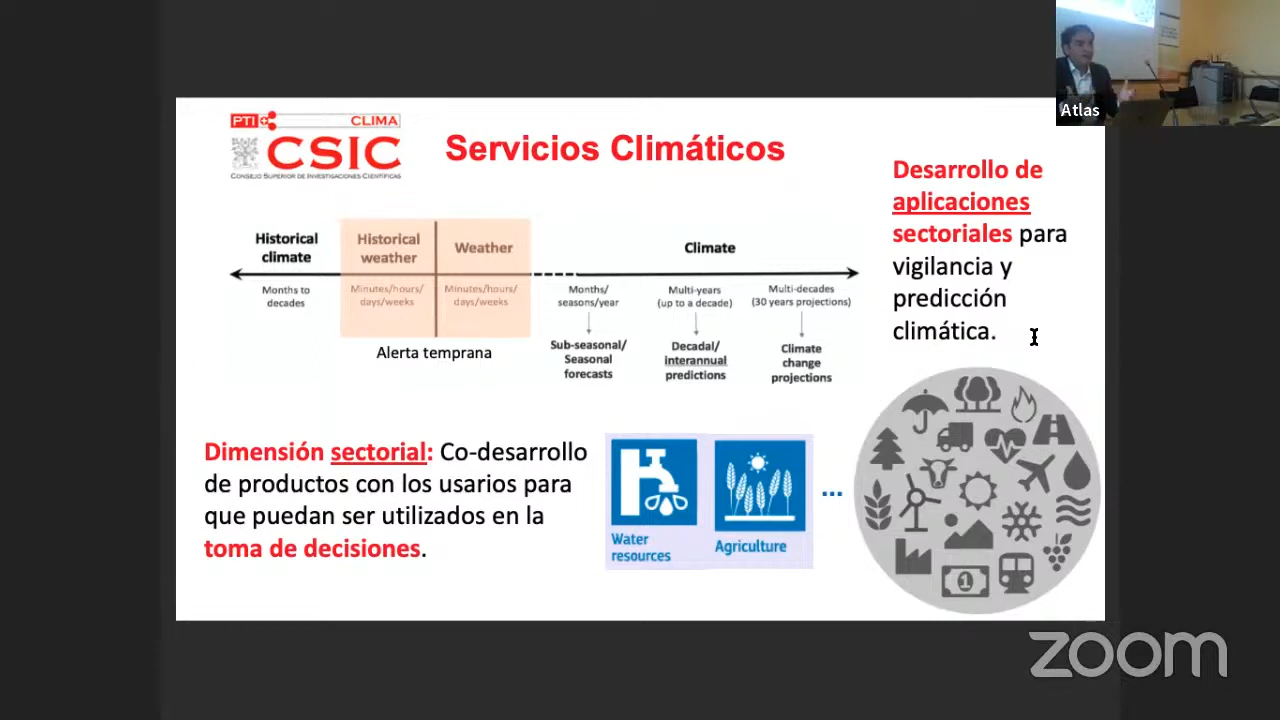 Atlas
PTI CLIMA
CSIC
CONSEJO SUPERIOR DE INVESTIGACIONES CIENTÍFICAS
Servicios Climáticos
Historical
climate
Months to
decades
Historical
weather
Minutes/hours/
days/weeks
Weather
Minutes/hours/
days/weeks
Alerta temprana
Climate
Months/
seasons/year
Sub-seasonal/
Seasonal
forecasts
Multi-years
(up to a decade)
Decadal/
interannual
predictions
Multi-decades
(30 years projections)
Climate
change
projections
Desarrollo de
aplicaciones
sectoriales para
vigilancia y
predicción
climática.
Dimensión sectorial: Co-desarrollo
de productos con los usarios para
que puedan ser utilizados en la
toma de decisiones.
Water
resources
Agriculture
...
1
zoom